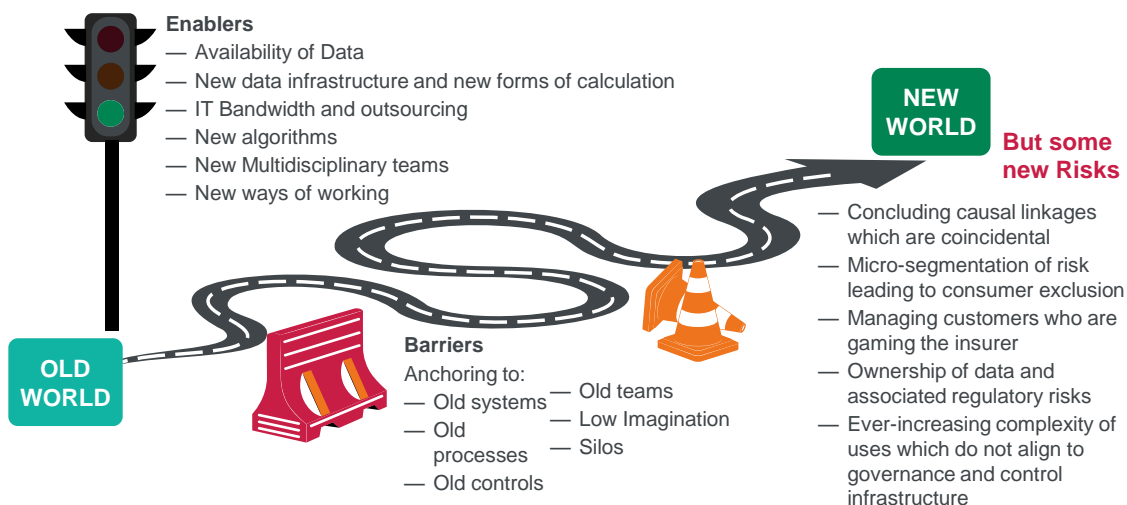 Enablers
— Availability of Data
— New data infrastructure and new forms of calculation
— IT Bandwidth and outsourcing
— New algorithms
— New Multidisciplinary teams
— New ways of working
OLD
WORLD
Barriers
Anchoring to:
— Old systems
— Old
processes
— Old controls
— Old teams
— Low Imagination
— Silos
NEW
WORLD
But some
new Risks
— Concluding causal linkages
which are coincidental
— Micro-segmentation of risk
leading to consumer exclusion
— Managing customers who are
gaming the insurer
— Ownership of data and
associated regulatory risks
— Ever-increasing complexity of
uses which do not align to
governance and control
infrastructure